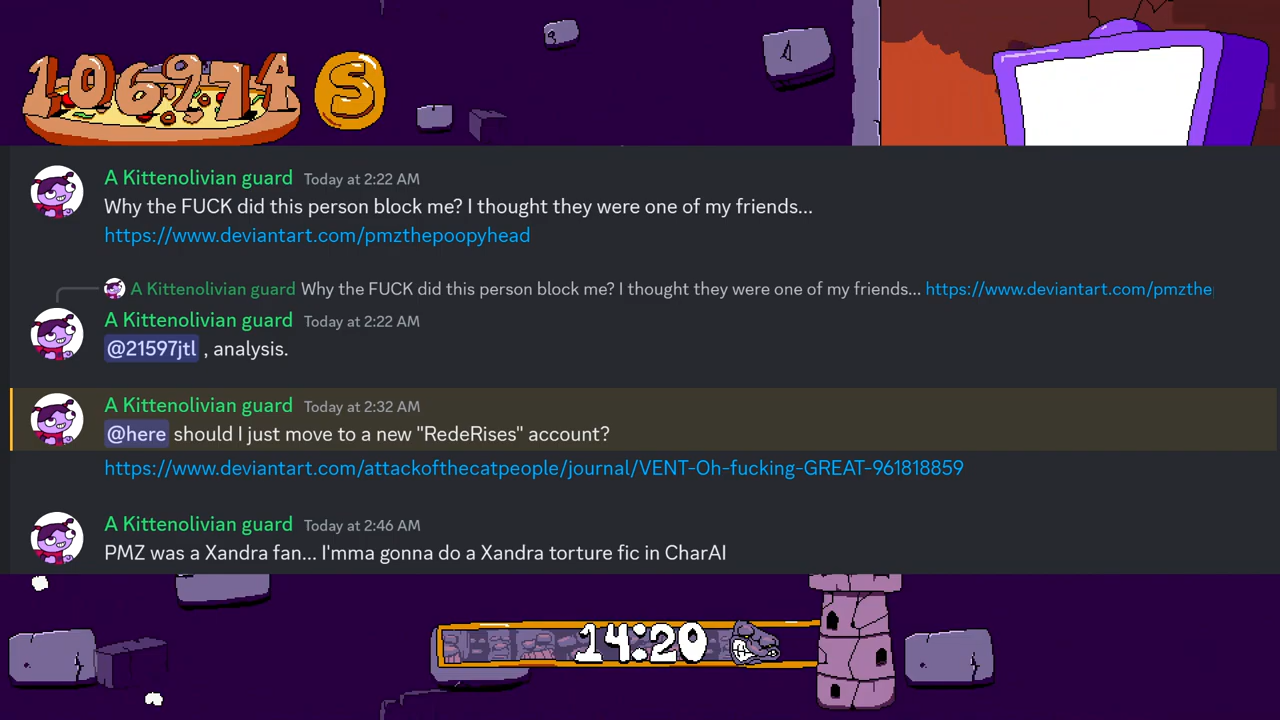 106974 S
A Kittenolivian guard Today at 2:22 AM
Why the FUCK did this person block me? I thought they were one of my friends...
https://www.deviantart.com/pmzthepoopyhead
A Kittenolivian guard Why the FUCK did this person block me? I thought they were one of my friends... https://www.deviantart.com/pmzthe
A Kittenolivian guard Today at 2:22 AM
@21597jtl , analysis.
A Kittenolivian guard Today at 2:32 AM
@here should I just move to a new "RedeRises" account?
https://www.deviantart.com/attackofthecatpeople/journal/VENT-Oh-fucking-GREAT-961818859
A Kittenolivian guard Today at 2:46 AM
PMZ was a Xandra fan... I'mma gonna do a Xandra torture fic in CharAI
14:20